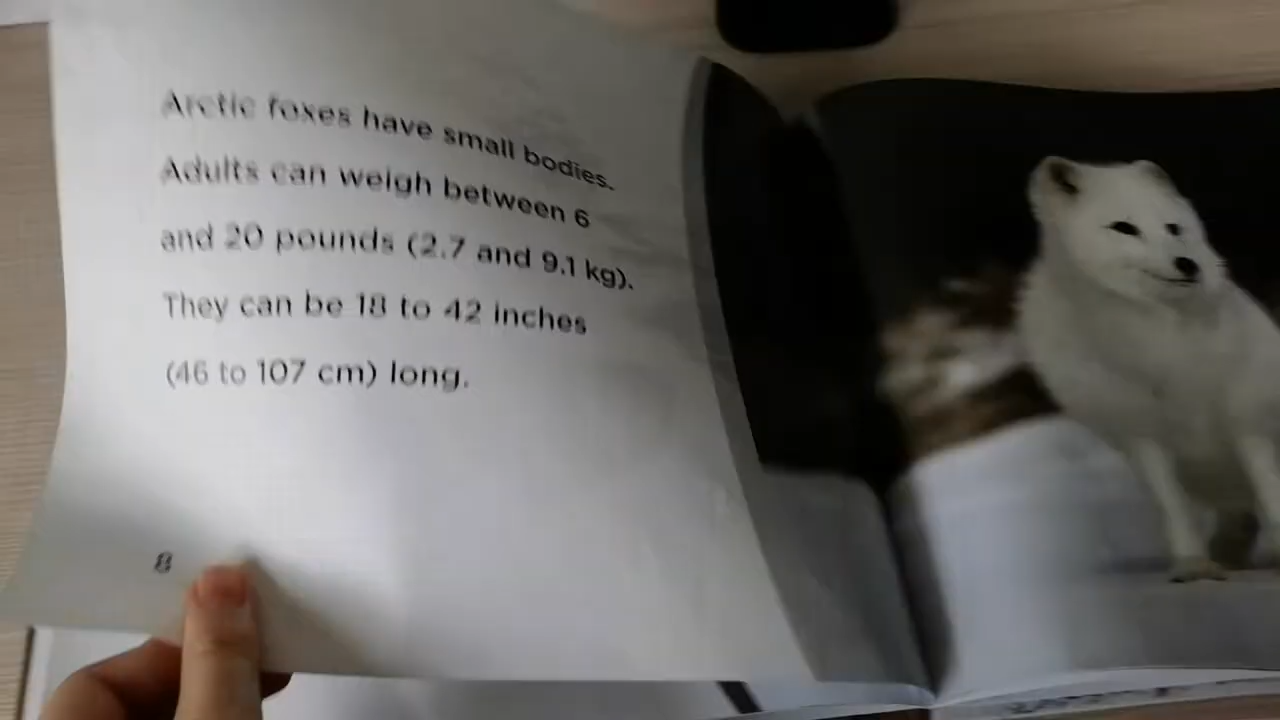 Arctic foxes have small bodies.
Adults can weigh between 6
and 20 pounds (2.7 and 9.1 kg).
They can be 18 to 42 inches
(46 to 107 cm) long.
8